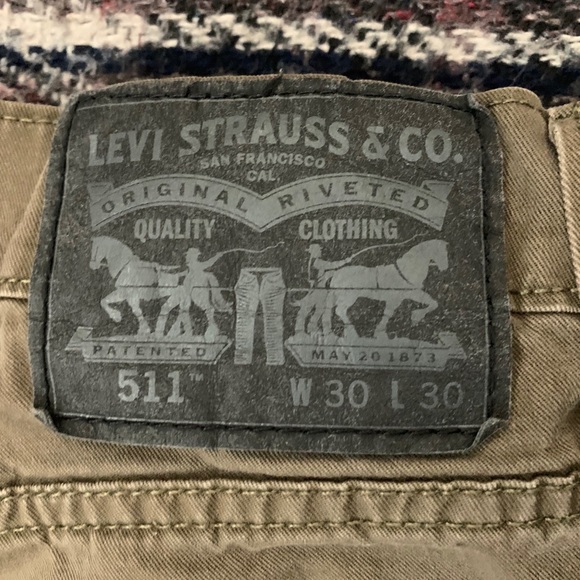 LEVI STRAUSS & CO.
SAN FRANCISCO
CAL.
ORIGINAL RIVETED
QUALITY CLOTHING
PATENTED MAY 20 1873
511™ W 30 L 30